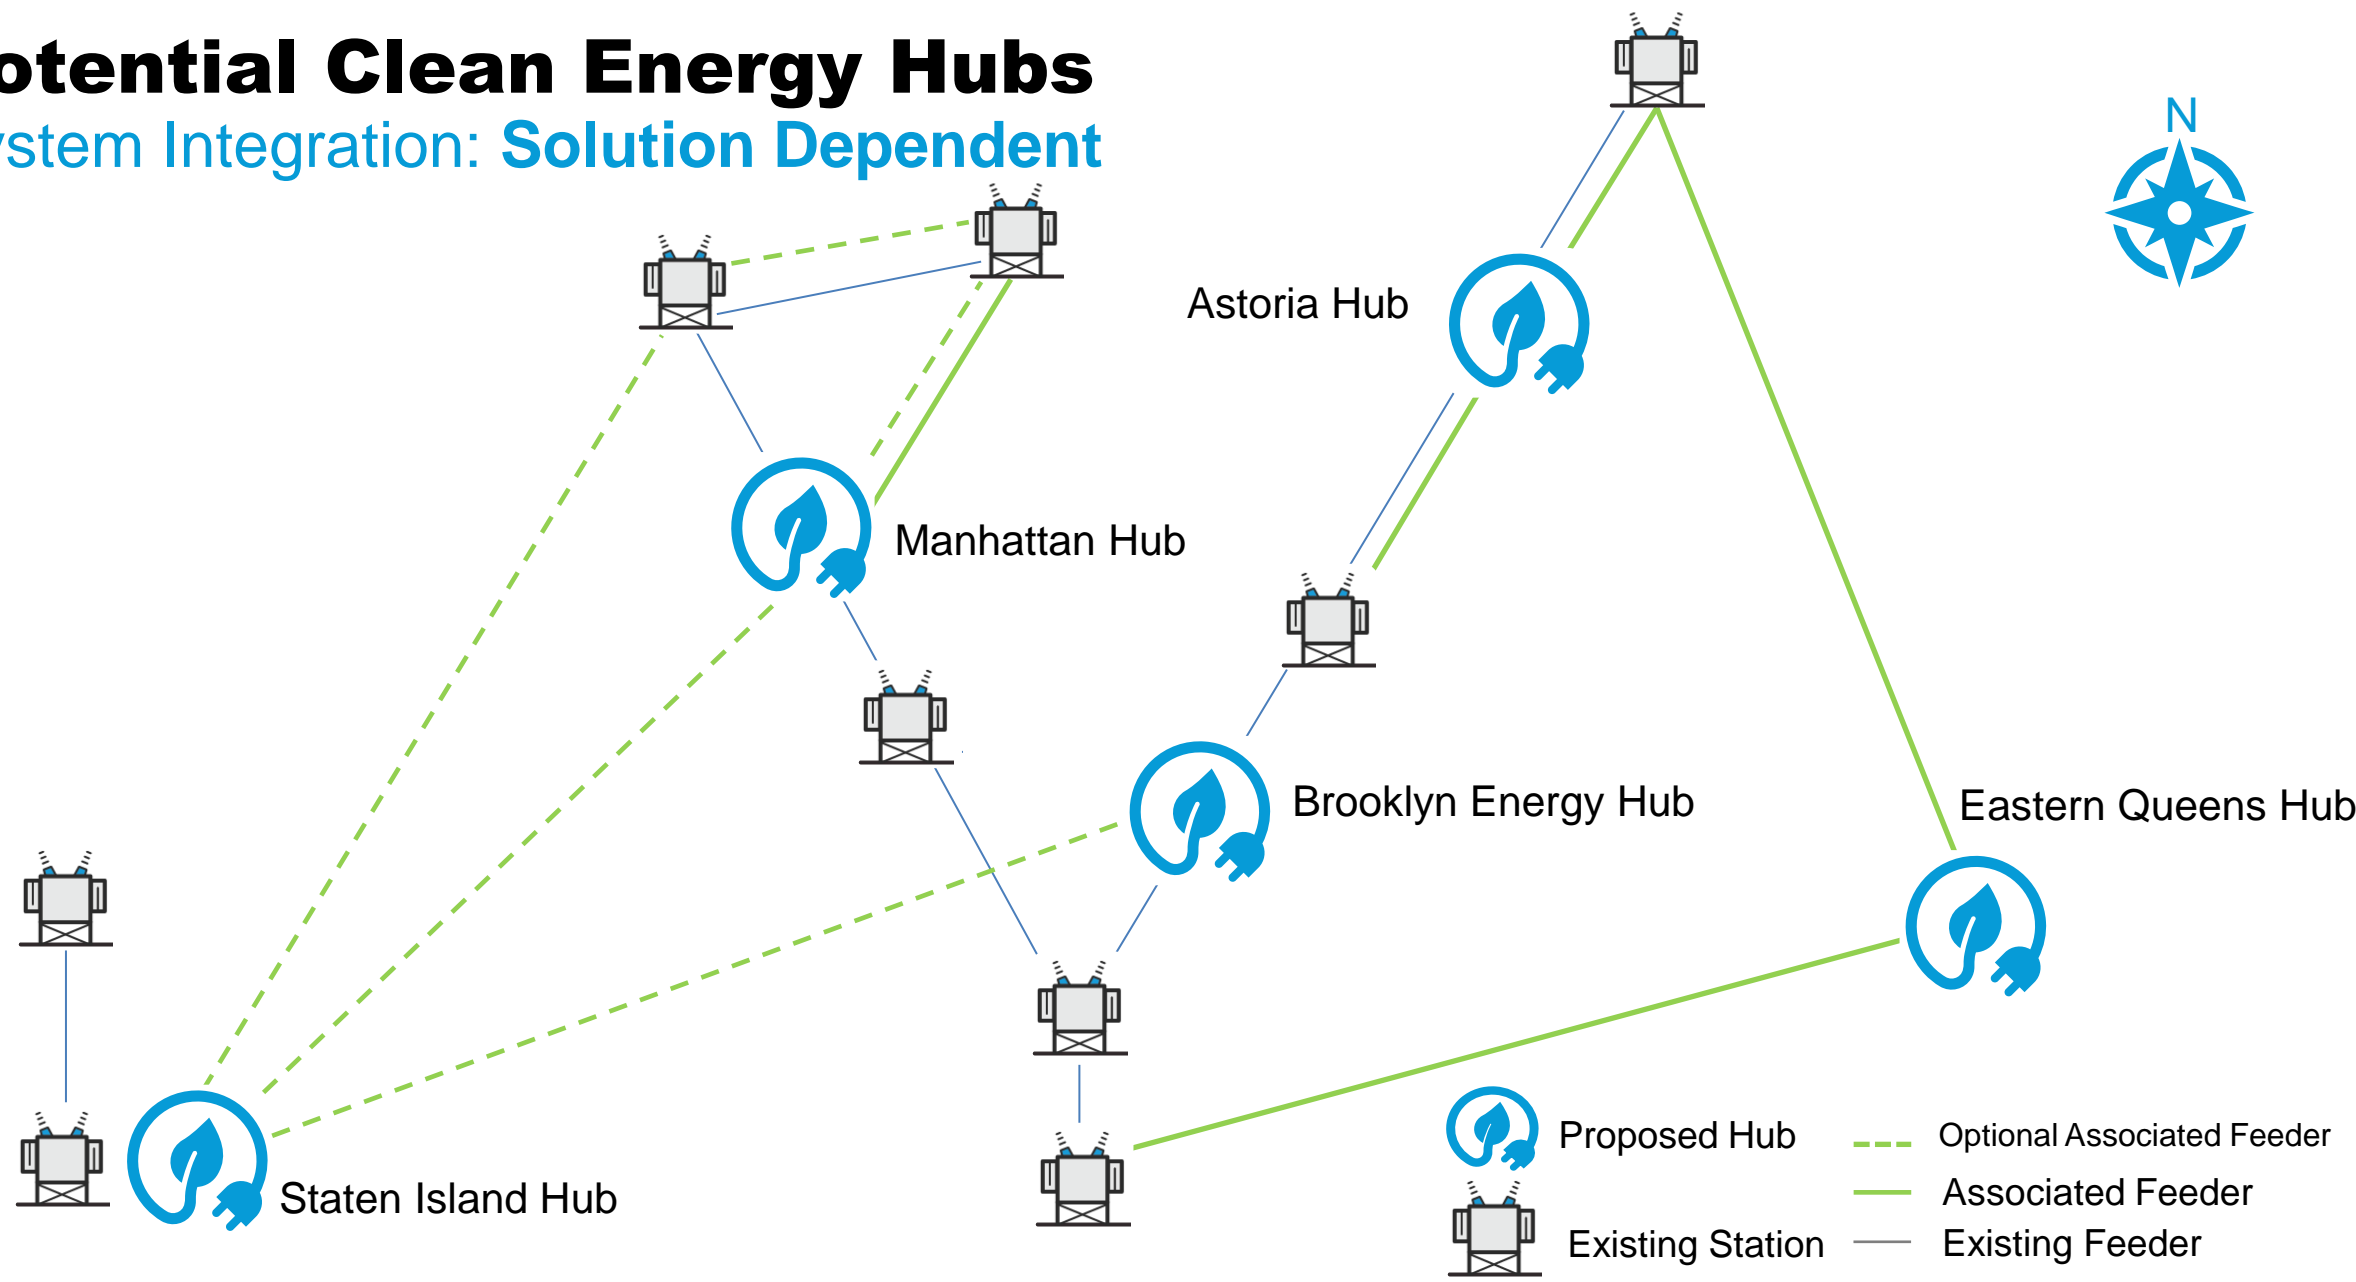 otential Clean Energy Hubs
ystem Integration: Solution Dependent
N
Astoria Hub
Manhattan Hub
Brooklyn Energy Hub
Eastern Queens Hub
Staten Island Hub
Proposed Hub
Optional Associated Feeder
Associated Feeder
Existing Station
Existing Feeder